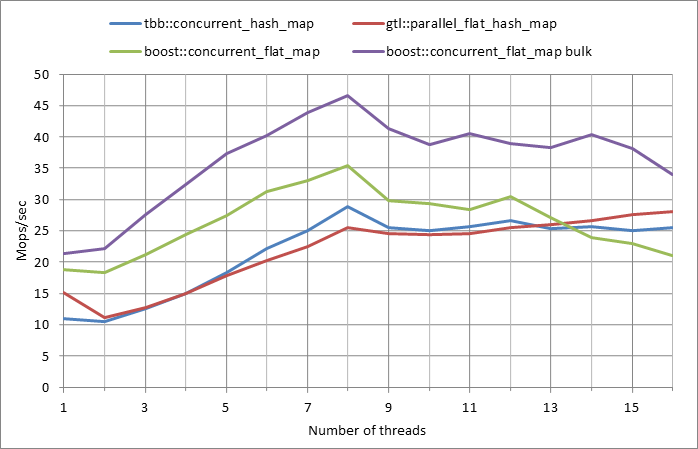 tbb::concurrent_hash_map gtl::parallel_flat_hash_map
boost::concurrent_flat_map boost::concurrent_flat_map bulk
50
45
40
35
30
25
20
15
10
5
0
Mops/sec
1 3 5 7 9 11 13 15
Number of threads